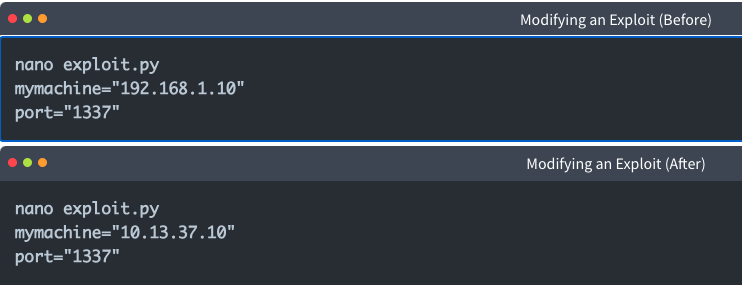 Modifying an Exploit (Before)
nano exploit.py
mymachine="192.168.1.10"
port="1337"
Modifying an Exploit (After)
nano exploit.py
mymachine="10.13.37.10"
port="1337"